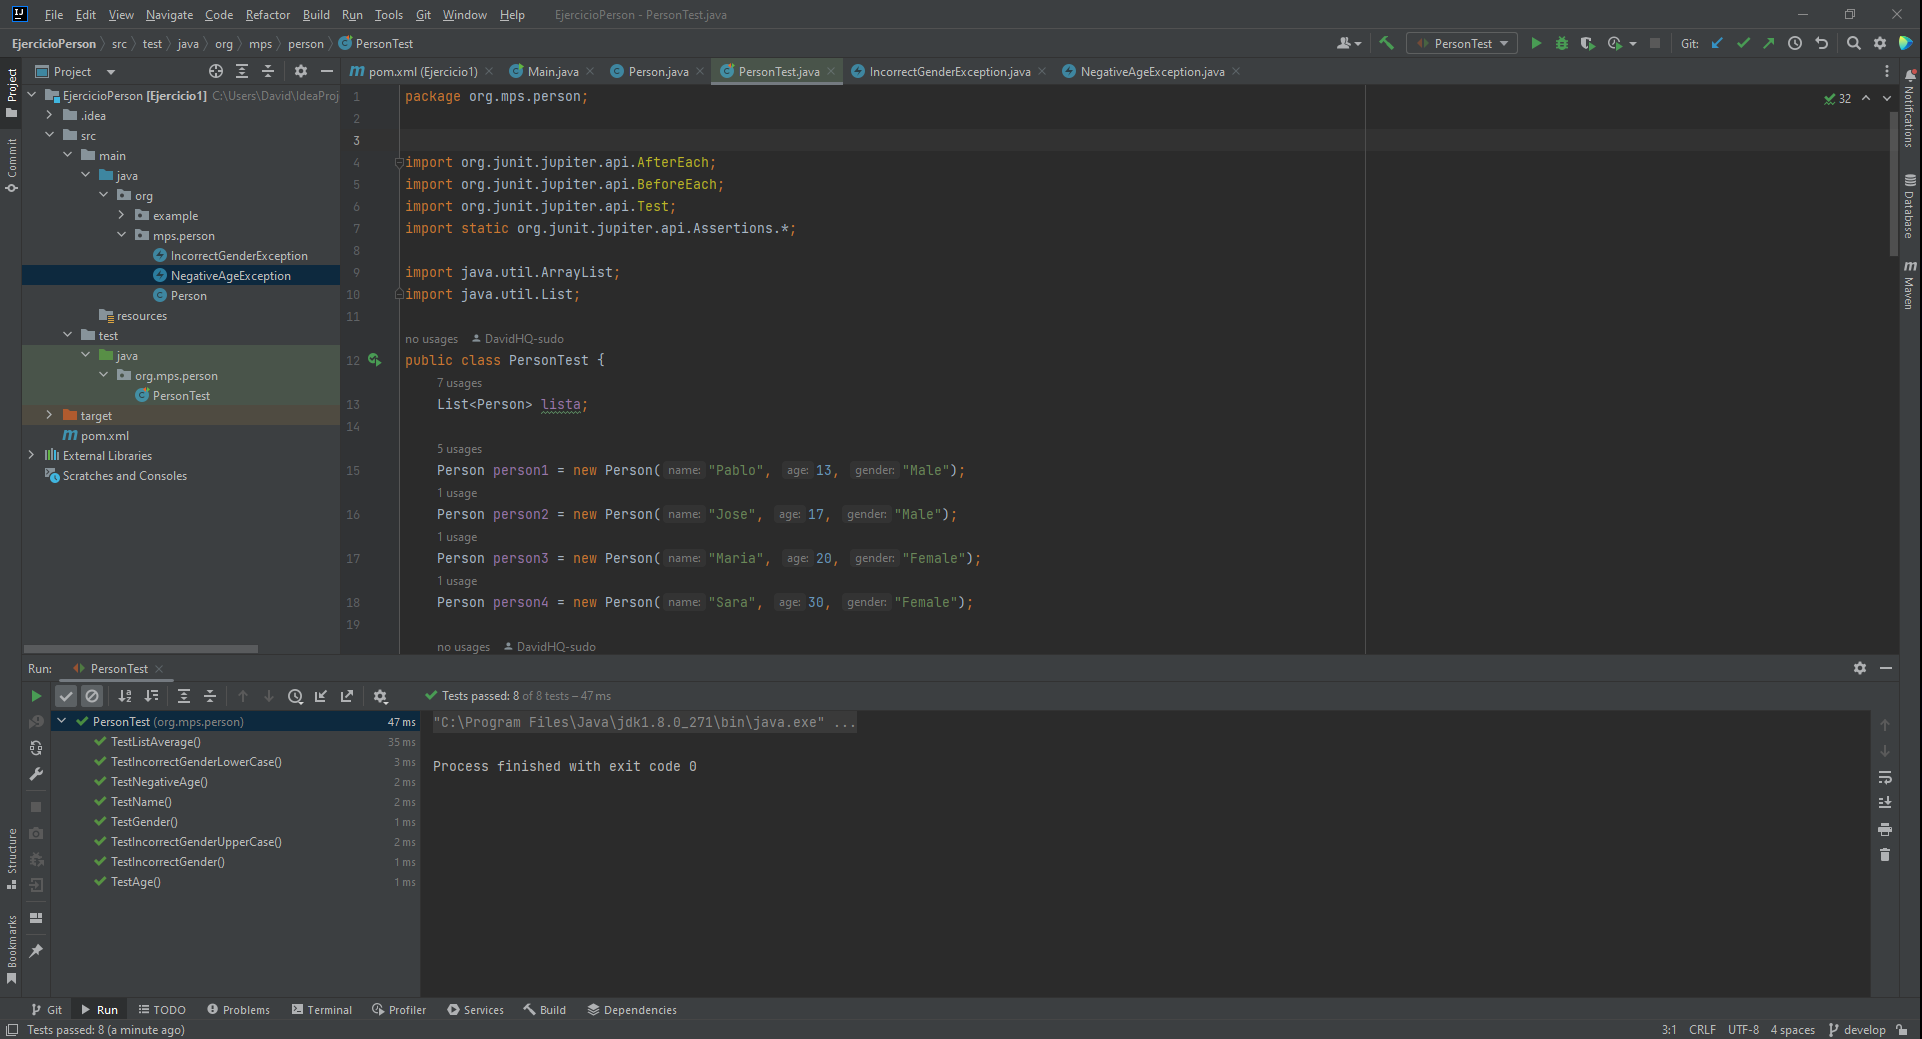 File Edit View Navigate Code Refactor Build Run Tools Git Window Help EjercicioPerson - PersonTest.java
EjercicioPerson src test java org mps person PersonTest
PersonTest
Git:
Project
pom.xml (Ejercicio1) Main.java Person.java PersonTest.java IncorrectGenderException.java NegativeAgeException.java
Project
Commit
Structure
Bookmarks
EjercicioPerson [Ejercicio1] C:\Users\David\IdeaProj
.idea
src
main
java
org
example
mps.person
IncorrectGenderException
NegativeAgeException
Person
resources
test
java
org.mps.person
PersonTest
target
pom.xml
External Libraries
Scratches and Consoles
32
1 package org.mps.person;
2
3
4 import org.junit.jupiter.api.AfterEach;
5 import org.junit.jupiter.api.BeforeEach;
6 import org.junit.jupiter.api.Test;
7 import static org.junit.jupiter.api.Assertions.*;
8
9 import java.util.ArrayList;
10 import java.util.List;
11
no usages DavidHQ-sudo
12 public class PersonTest {
7 usages
13 List<Person> lista;
14
5 usages
15 Person person1 = new Person( name: "Pablo", age: 13, gender: "Male");
1 usage
16 Person person2 = new Person( name: "Jose", age: 17, gender: "Male");
1 usage
17 Person person3 = new Person( name: "Maria", age: 20, gender: "Female");
1 usage
18 Person person4 = new Person( name: "Sara", age: 30, gender: "Female");
19
no usages DavidHQ-sudo
Notifications
Database
Maven
Run: PersonTest
Tests passed: 8 of 8 tests – 47 ms
PersonTest (org.mps.person) 47 ms
TestListAverage() 35 ms
TestIncorrectGenderLowerCase() 3 ms
TestNegativeAge() 2 ms
TestName() 2 ms
TestGender() 1 ms
TestIncorrectGenderUpperCase() 2 ms
TestIncorrectGender() 1 ms
TestAge() 1 ms
"C:\Program Files\Java\jdk1.8.0_271\bin\java.exe" ...
Process finished with exit code 0
Git Run TODO Problems Terminal Profiler Services Build Dependencies
Tests passed: 8 (a minute ago)
3:1 CRLF UTF-8 4 spaces develop